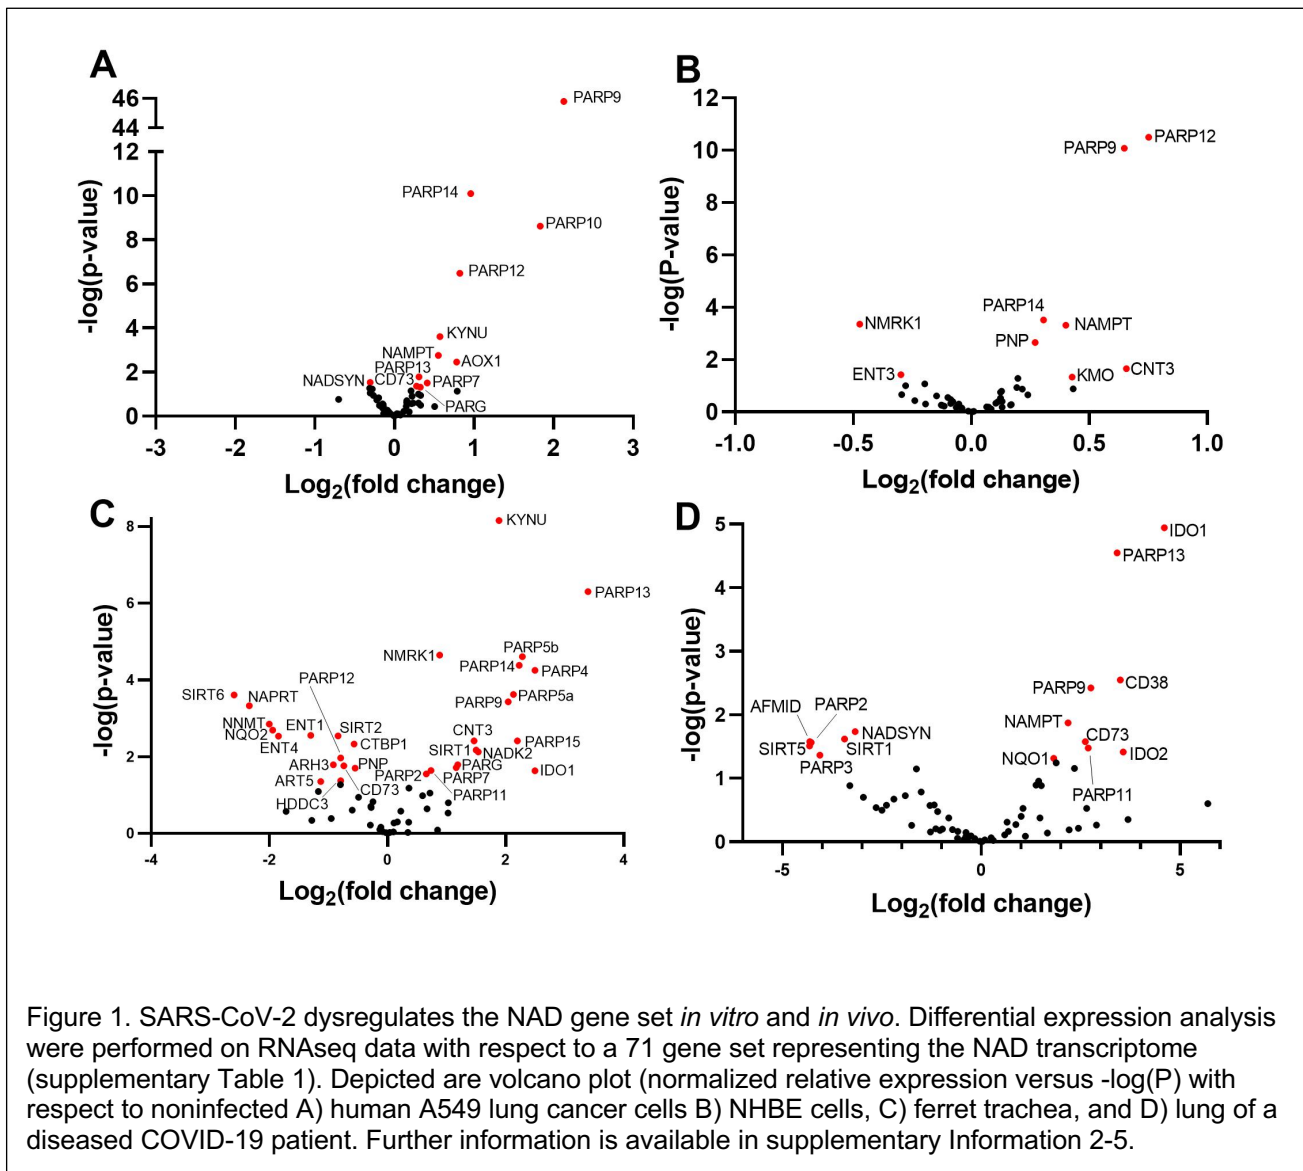 A
46
44
12
10
8
6
4
2
0
-log(p-value)
PARP9
PARP14
PARP10
PARP12
KYNU
NAMPT
AOX1
PARP13
NADSYN
CD73
PARP7
PARG
-3
-2
-1
0
1
2
3
Log2(fold change)
B
12
10
8
6
4
2
0
-log(P-value)
PARP12
PARP9
PARP14
NMRK1
NAMPT
PNP
ENT3
KMO
CNT3
-1.0
-0.5
0.0
0.5
1.0
Log2(fold change)
C
8
6
4
2
0
-log(p-value)
KYNU
PARP13
NMRK1
PARP5b
PARP14
PARP4
PARP12
SIRT6
NAPRT
PARP9
PARP5a
NNMT
NQO2
ENT1
SIRT2
CNT3
ENT4
CTBP1
SIRT1
NADK2
PARP15
ARH3
PNP
PARG
PARP2
PARP7
IDO1
ART5
CD73
PARP11
HDDC3
-4
-2
0
2
4
Log2(fold change)
D
5
4
3
2
1
0
-log(p-value)
IDO1
PARP13
CD38
PARP9
AFMID
PARP2
NAMPT
NADSYN
CD73
SIRT5
SIRT1
NQO1
IDO2
PARP3
PARP11
-5
0
5
Log2(fold change)
Figure 1. SARS-CoV-2 dysregulates the NAD gene set in vitro and in vivo. Differential expression analysis
were performed on RNAseq data with respect to a 71 gene set representing the NAD transcriptome
(supplementary Table 1). Depicted are volcano plot (normalized relative expression versus -log(P) with
respect to noninfected A) human A549 lung cancer cells B) NHBE cells, C) ferret trachea, and D) lung of a
diseased COVID-19 patient. Further information is available in supplementary Information 2-5.